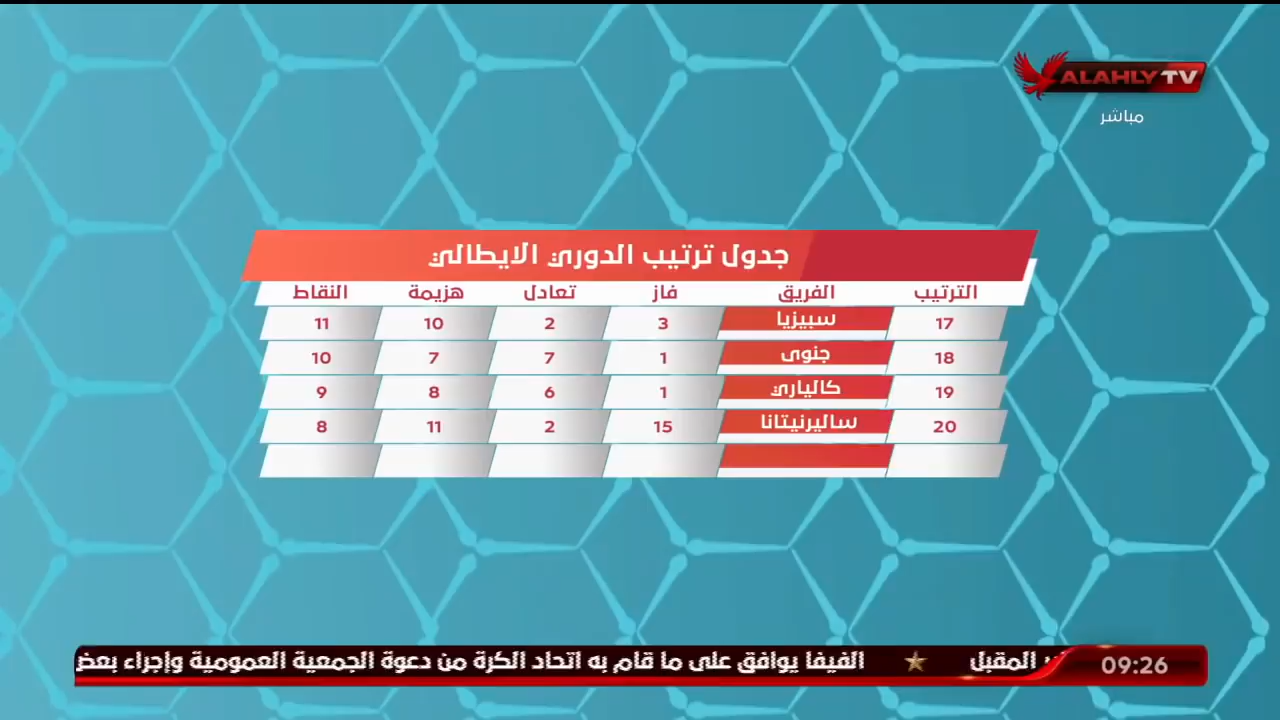 ALAHLY TV
مباشر
جدول ترتيب الدوري الايطالي
الترتيب الفريق فاز تعادل هزيمة النقاط
17 سبيزيا 3 2 10 11
18 جنوى 1 7 7 10
19 كالياري 1 6 8 9
20 ساليرنيتانا 15 2 11 8
09:26 المقبل ★ الفيفا يوافق على ما قام به اتحاد الكرة من دعوة الجمعية العمومية وإجراء بعض